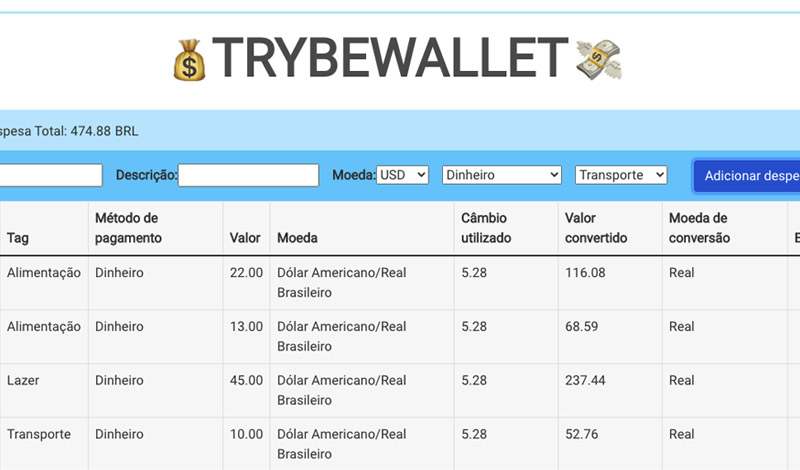 TRYBEWALLET
spesa Total: 474.88 BRL
Descrição: Moeda: USD Dinheiro Transporte Adicionar despe
Tag Método de pagamento Valor Moeda Câmbio utilizado Valor convertido Moeda de conversão E
Alimentação Dinheiro 22.00 Dólar Americano/Real Brasileiro 5.28 116.08 Real
Alimentação Dinheiro 13.00 Dólar Americano/Real Brasileiro 5.28 68.59 Real
Lazer Dinheiro 45.00 Dólar Americano/Real Brasileiro 5.28 237.44 Real
Transporte Dinheiro 10.00 Dólar Americano/Real Brasileiro 5.28 52.76 Real